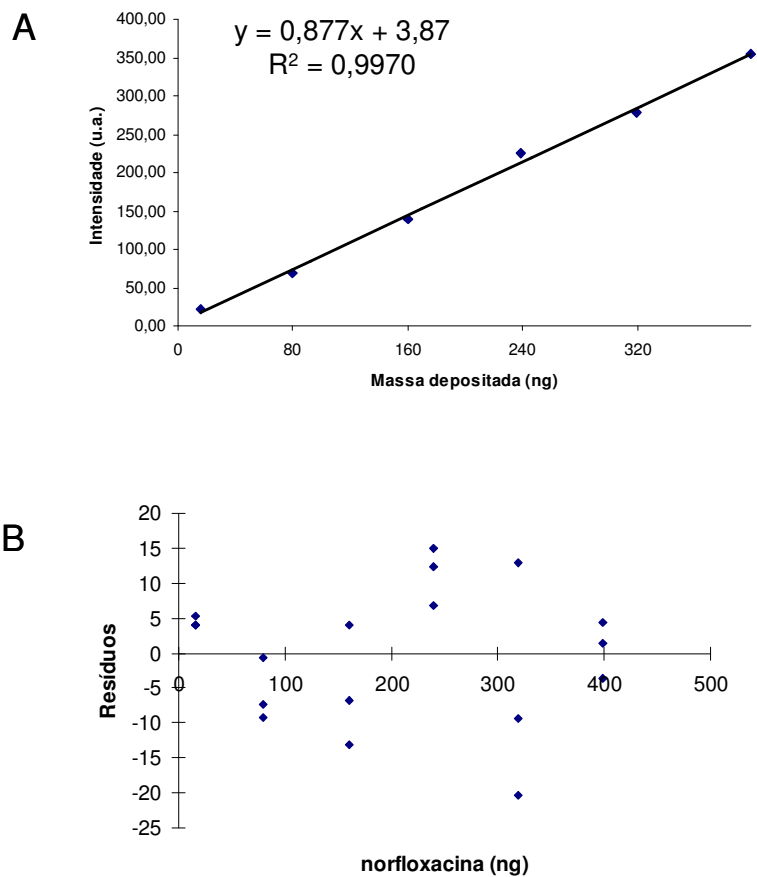 A
y = 0,877x + 3,87
R² = 0,9970
400,00
350,00
300,00
250,00
200,00
150,00
100,00
50,00
0,00
Intensidade (u.a.)
0 80 160 240 320
Massa depositada (ng)
B
20
15
10
5
0
-5
-10
-15
-20
-25
Resíduos
0 100 200 300 400 500
norfloxacina (ng)